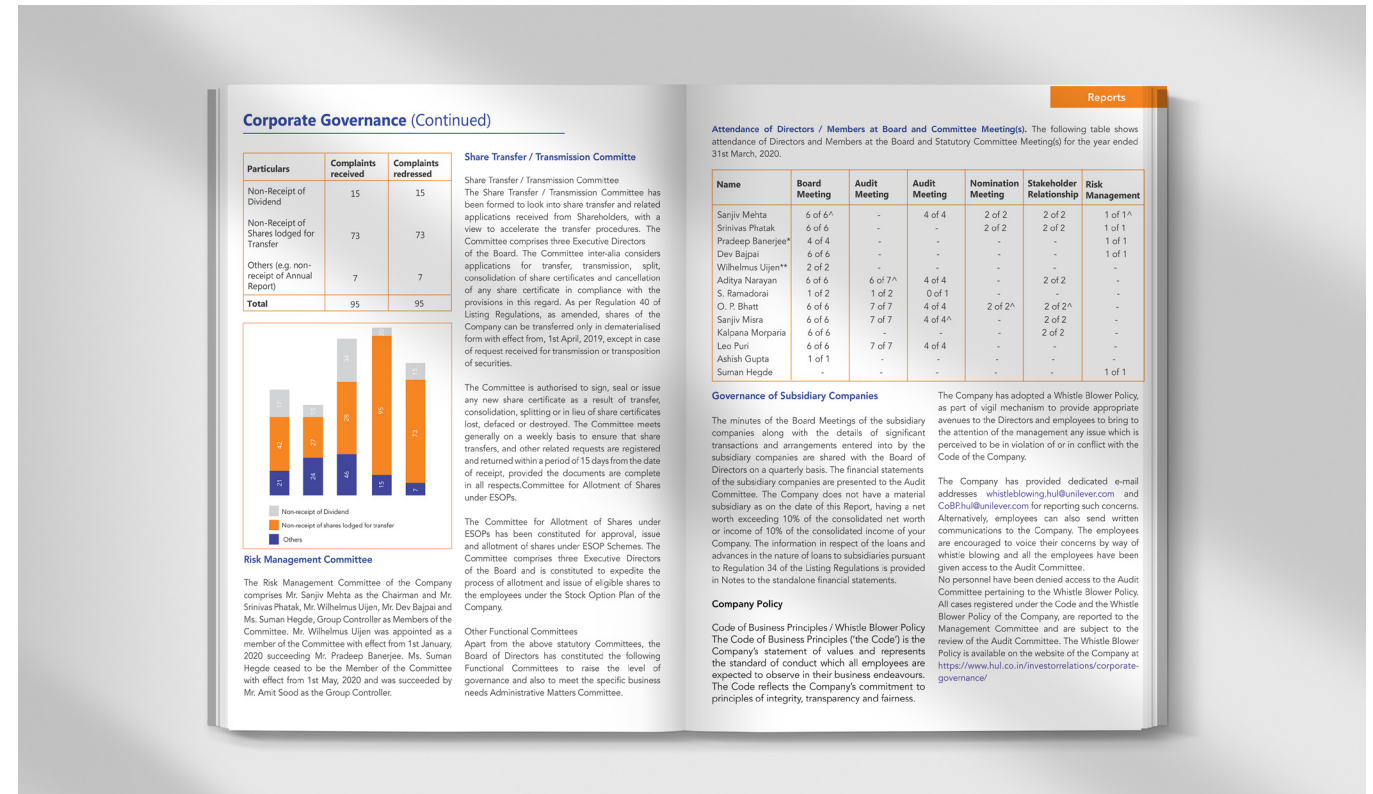 Corporate Governance (Continued)
Particulars Complaints received Complaints redressed
Non-Receipt of Dividend 15 15
Non-Receipt of Shares lodged for Transfer 73 73
Others (e.g. non-receipt of Annual Report) 7 7
Total 95 95
17 34 15
42 27 28 95 73
21 24 46 15 7
Non-receipt of Dividend
Non-receipt of shares lodged for transfer
Others
Risk Management Committee
The Risk Management Committee of the Company
comprises Mr. Sanjiv Mehta as the Chairman and Mr.
Srinivas Phatak, Mr. Wilhelmus Uijen, Mr. Dev Bajpai and
Ms. Suman Hegde, Group Controller as Members of the
Committee. Mr. Wilhelmus Uijen was appointed as a
member of the Committee with effect from 1st January,
2020 succeeding Mr. Pradeep Banerjee. Ms. Suman
Hegde ceased to be the Member of the Committee
with effect from 1st May, 2020 and was succeeded by
Mr. Amit Sood as the Group Controller.
Share Transfer / Transmission Committe
Share Transfer / Transmission Committee
The Share Transfer / Transmission Committee has
been formed to look into share transfer and related
applications received from Shareholders, with a
view to accelerate the transfer procedures. The
Committee comprises three Executive Directors
of the Board. The Committee inter-alia considers
applications for transfer, transmission, split,
consolidation of share certificates and cancellation
of any share certificate in compliance with the
provisions in this regard. As per Regulation 40 of
Listing Regulations, as amended, shares of the
Company can be transferred only in dematerialised
form with effect from, 1st April, 2019, except in case
of request received for transmission or transposition
of securities.
The Committee is authorised to sign, seal or issue
any new share certificate as a result of transfer,
consolidation, splitting or in lieu of share certificates
lost, defaced or destroyed. The Committee meets
generally on a weekly basis to ensure that share
transfers, and other related requests are registered
and returned within a period of 15 days from the date
of receipt, provided the documents are complete
in all respects.Committee for Allotment of Shares
under ESOPs.
The Committee for Allotment of Shares under
ESOPs has been constituted for approval, issue
and allotment of shares under ESOP Schemes. The
Committee comprises three Executive Directors
of the Board and is constituted to expedite the
process of allotment and issue of eligible shares to
the employees under the Stock Option Plan of the
Company.
Other Functional Committees
Apart from the above statutory Committees, the
Board of Directors has constituted the following
Functional Committees to raise the level of
governance and also to meet the specific business
needs Administrative Matters Committee.
Reports
Attendance of Directors / Members at Board and Committee Meeting(s). The following table shows
attendance of Directors and Members at the Board and Statutory Committee Meeting(s) for the year ended
31st March, 2020.
Name Board Meeting Audit Meeting Audit Meeting Nomination Meeting Stakeholder Relationship Risk Management
Sanjiv Mehta 6 of 6^ - 4 of 4 2 of 2 2 of 2 1 of 1^
Srinivas Phatak 6 of 6 - - 2 of 2 2 of 2 1 of 1
Pradeep Banerjee* 4 of 4 - - - - 1 of 1
Dev Bajpai 6 of 6 - - - - 1 of 1
Wilhelmus Uijen** 2 of 2 - - - - -
Aditya Narayan 6 of 6 6 of 7^ 4 of 4 - 2 of 2 -
S. Ramadorai 1 of 2 1 of 2 0 of 1 - - -
O. P. Bhatt 6 of 6 7 of 7 4 of 4 2 of 2^ 2 of 2^ -
Sanjiv Misra 6 of 6 7 of 7 4 of 4^ - 2 of 2 -
Kalpana Morparia 6 of 6 - - - 2 of 2 -
Leo Puri 6 of 6 7 of 7 4 of 4 - - -
Ashish Gupta 1 of 1 - - - - -
Suman Hegde - - - - - 1 of 1
Governance of Subsidiary Companies
The minutes of the Board Meetings of the subsidiary
companies along with the details of significant
transactions and arrangements entered into by the
subsidiary companies are shared with the Board of
Directors on a quarterly basis. The financial statements
of the subsidiary companies are presented to the Audit
Committee. The Company does not have a material
subsidiary as on the date of this Report, having a net
worth exceeding 10% of the consolidated net worth
or income of 10% of the consolidated income of your
Company. The information in respect of the loans and
advances in the nature of loans to subsidiaries pursuant
to Regulation 34 of the Listing Regulations is provided
in Notes to the standalone financial statements.
Company Policy
Code of Business Principles / Whistle Blower Policy
The Code of Business Principles ('the Code') is the
Company's statement of values and represents
the standard of conduct which all employees are
expected to observe in their business endeavours.
The Code reflects the Company's commitment to
principles of integrity, transparency and fairness.
The Company has adopted a Whistle Blower Policy,
as part of vigil mechanism to provide appropriate
avenues to the Directors and employees to bring to
the attention of the management any issue which is
perceived to be in violation of or in conflict with the
Code of the Company.
The Company has provided dedicated e-mail
addresses whistleblowing.hul@unilever.com and
CoBP.hul@unilever.com for reporting such concerns.
Alternatively, employees can also send written
communications to the Company. The employees
are encouraged to voice their concerns by way of
whistle blowing and all the employees have been
given access to the Audit Committee.
No personnel have been denied access to the Audit
Committee pertaining to the Whistle Blower Policy.
All cases registered under the Code and the Whistle
Blower Policy of the Company, are reported to the
Management Committee and are subject to the
review of the Audit Committee. The Whistle Blower
Policy is available on the website of the Company at
https://www.hul.co.in/investorrelations/corporate-
governance/